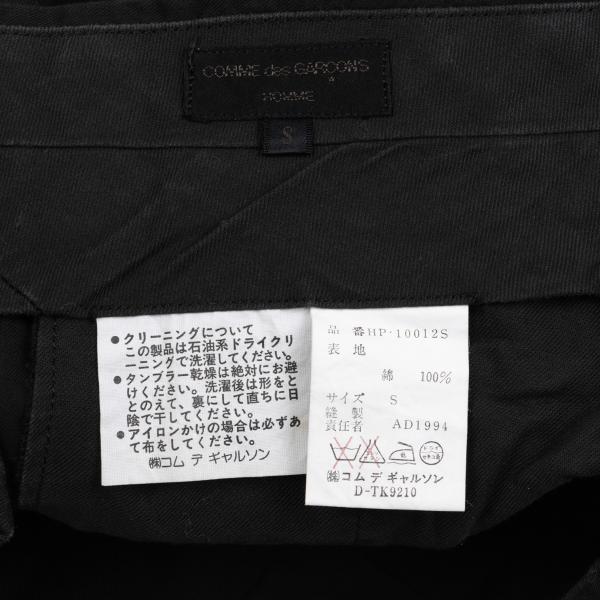 COMME des GARÇONS
HOMME
S
●クリーニングについて
この製品は石油系ドライクリ
ーニングで洗濯してください。
●タンブラー乾燥は絶対にお避
けください。洗濯後は形をと
とのえて、裏にして直ちに日
陰で干してください。
●アイロンかけの場合は必ずあ
て布をしてください。
㈱コム デ ギャルソン
品番HP-10012S
表地
綿 100%
サイズ S
縫製
責任者 AD1994
㈱コム デ ギャルソン
D-TK9210